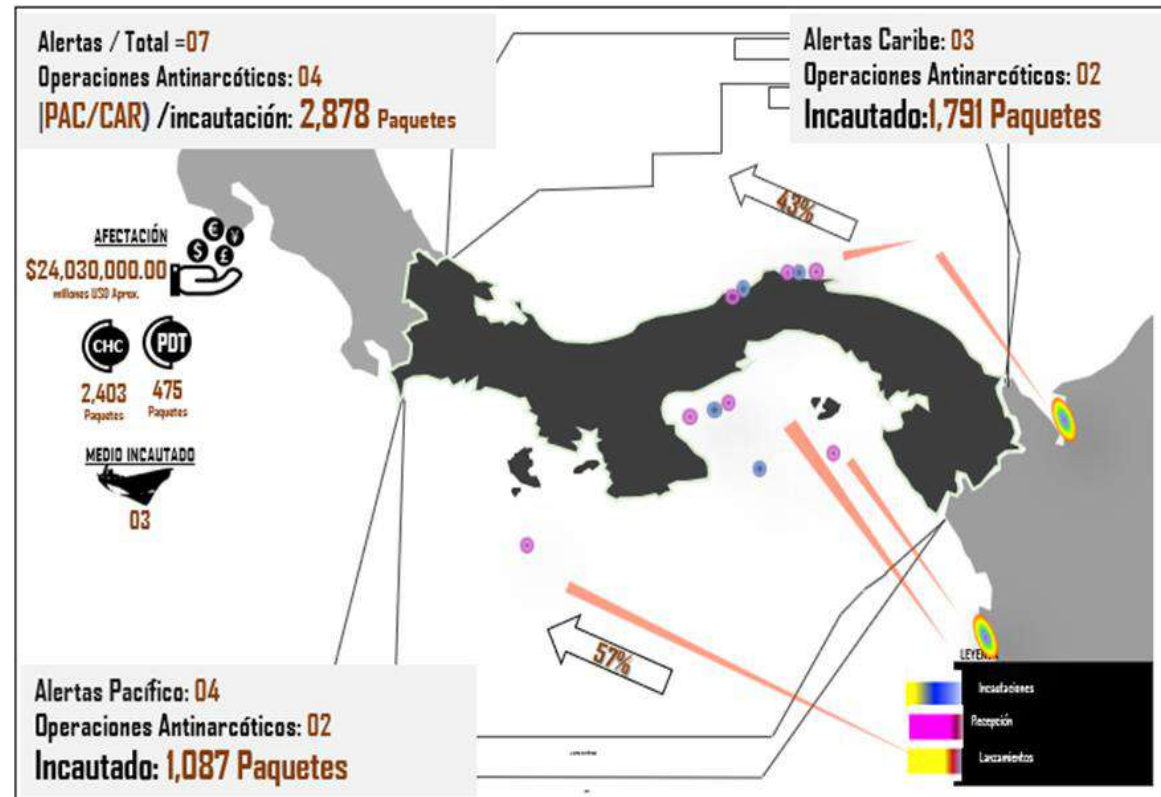 Alertas / Total =07
Operaciones Antinarcóticos: 04
|PAC/CAR) /incautación: 2,878 Paquetes
Alertas Caribe: 03
Operaciones Antinarcóticos: 02
Incautado:1,791 Paquetes
43%
AFECTACIÓN
$24,030,000.00
millones USD Aprox.
$ € £ ¥
CHC
PDT
2,403
Paquetes
475
Paquetes
MEDIO INCAUTADO
03
57%
Alertas Pacífico: 04
Operaciones Antinarcóticos: 02
Incautado: 1,087 Paquetes
Incautaciones
Recepción
Lanzamientos